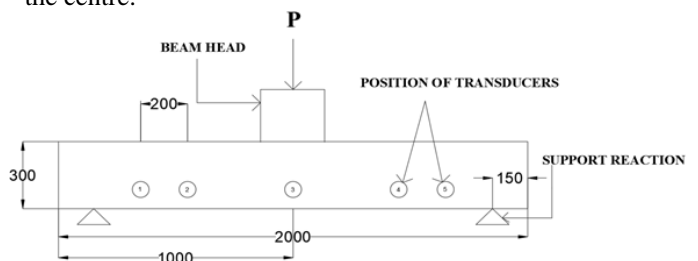 the centre.
P
BEAM HEAD
POSITION OF TRANSDUCERS
200
300
1
2
3
4
5
150
SUPPORT REACTION
2000
1000